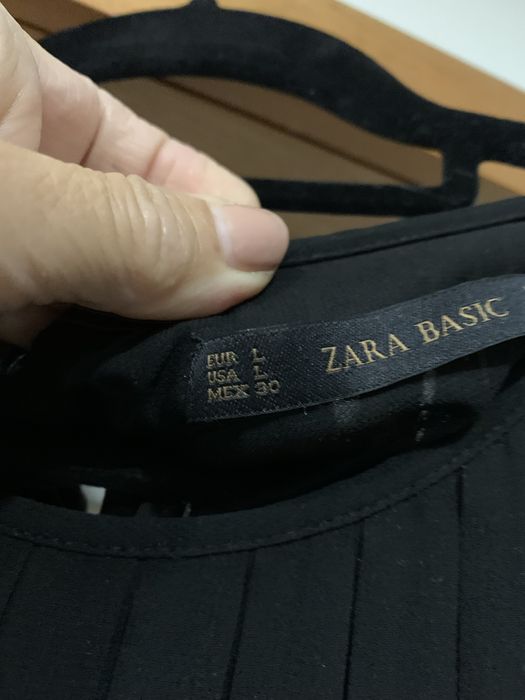 EUR L
USA L
MEX 30
ZARA BASIC